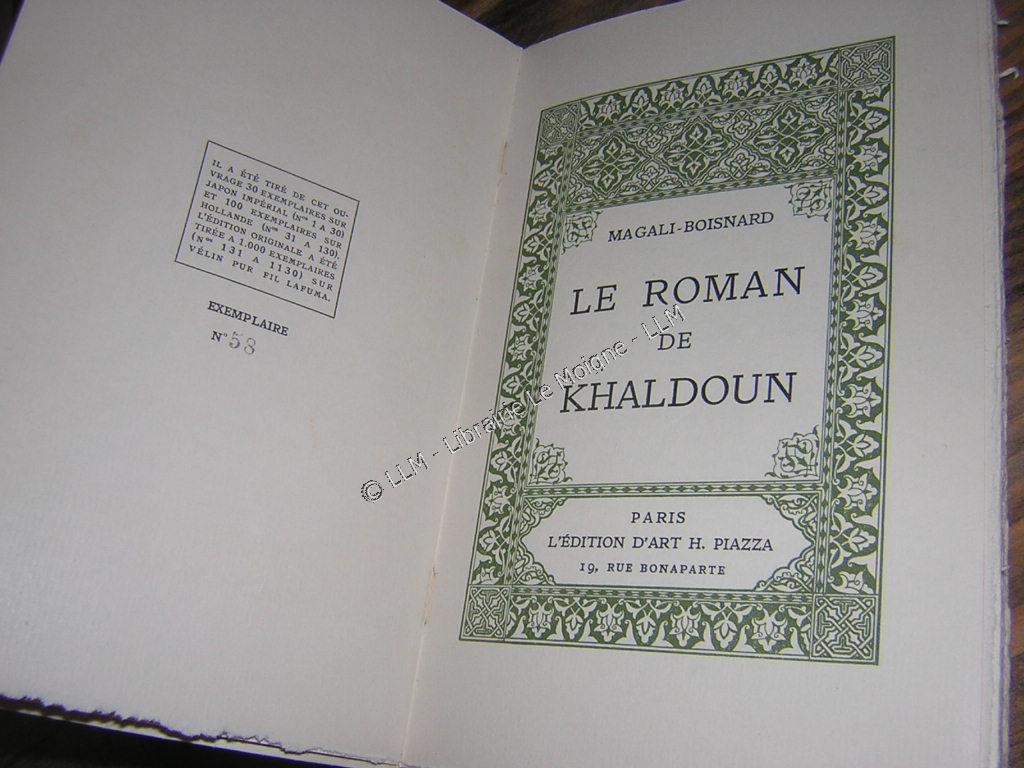 IL A ÉTÉ TIRÉ DE CET OU-
VRAGE 30 EXEMPLAIRES SUR
JAPON IMPÉRIAL (Nos 1 A 30)
ET 100 EXEMPLAIRES SUR
HOLLANDE (Nos 31 A 130).
L'ÉDITION ORIGINALE A ÉTÉ
TIRÉE A 1.000 EXEMPLAIRES
(Nos 131 A 1130) SUR
VÉLIN PUR FIL LAFUMA.
EXEMPLAIRE
N° 58
MAGALI-BOISNARD
LE ROMAN
DE
KHALDOUN
PARIS
L'ÉDITION D'ART H. PIAZZA
19, RUE BONAPARTE
© LLM - Librairie Le Moigne - LLM